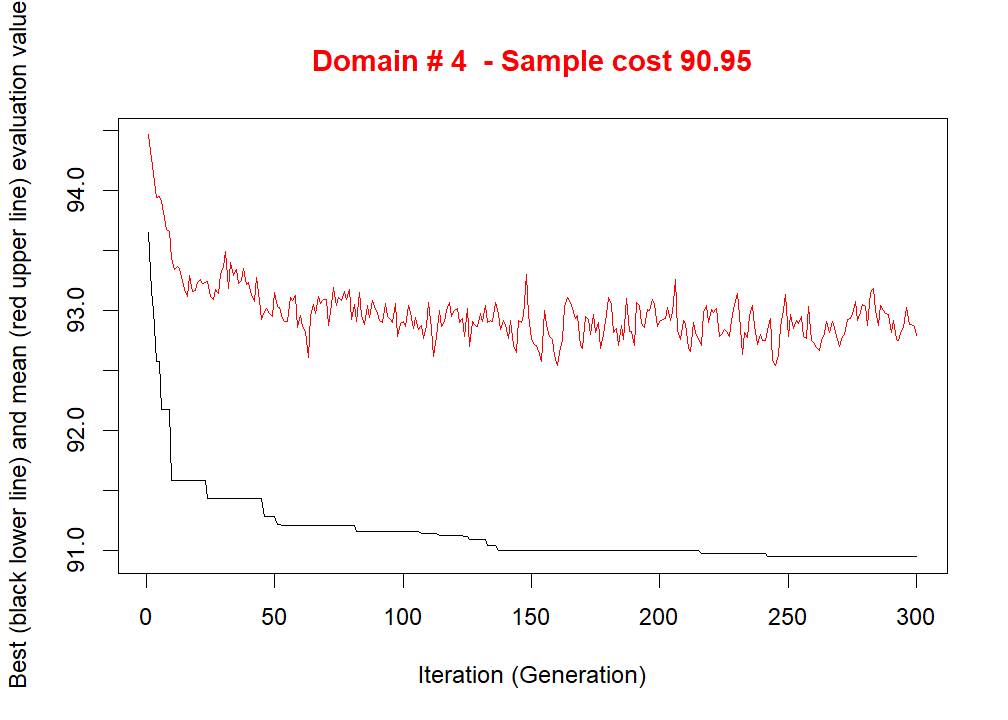 Domain # 4  - Sample cost 90.95
Best (black lower line) and mean (red upper line) evaluation value
94.0
93.0
92.0
91.0
0 50 100 150 200 250 300
Iteration (Generation)